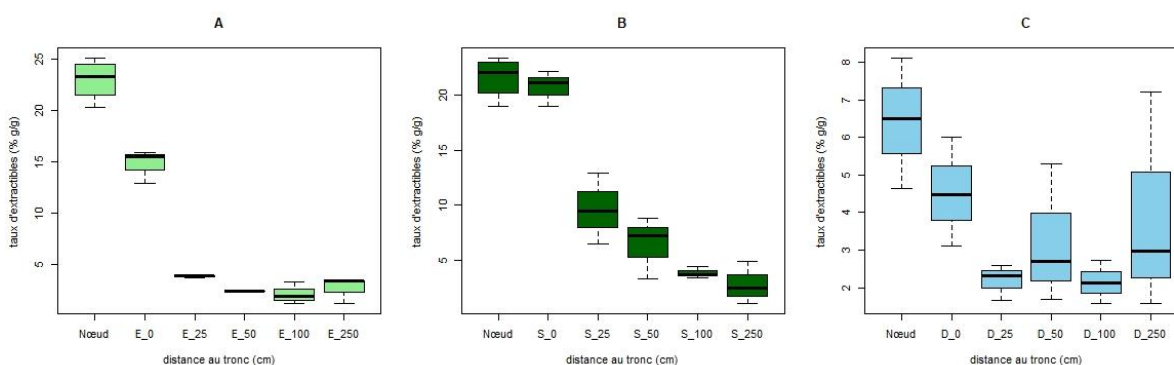 A
B
C
taux d'extractibles (% g/g)
25
20
15
10
5
Nœud
E_0
E_25
E_50
E_100
E_250
distance au tronc (cm)
taux d'extractibles (% g/g)
20
15
10
5
Nœud
S_0
S_25
S_50
S_100
S_250
distance au tronc (cm)
taux d'extractibles (% g/g)
8
7
6
5
4
3
2
Nœud
D_0
D_25
D_50
D_100
D_250
distance au tronc (cm)